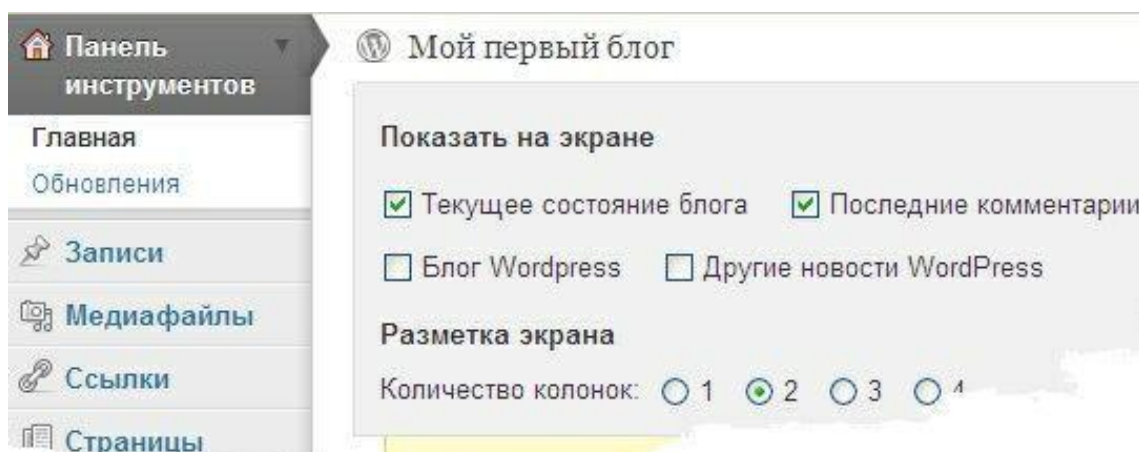 Панель
инструментов
Главная
Обновления
Записи
Медиафайлы
Ссылки
Страницы
Мой первый блог
Показать на экране
Текущее состояние блога Последние комментарии
Блог Wordpress Другие новости WordPress
Разметка экрана
Количество колонок: 1 2 3 4